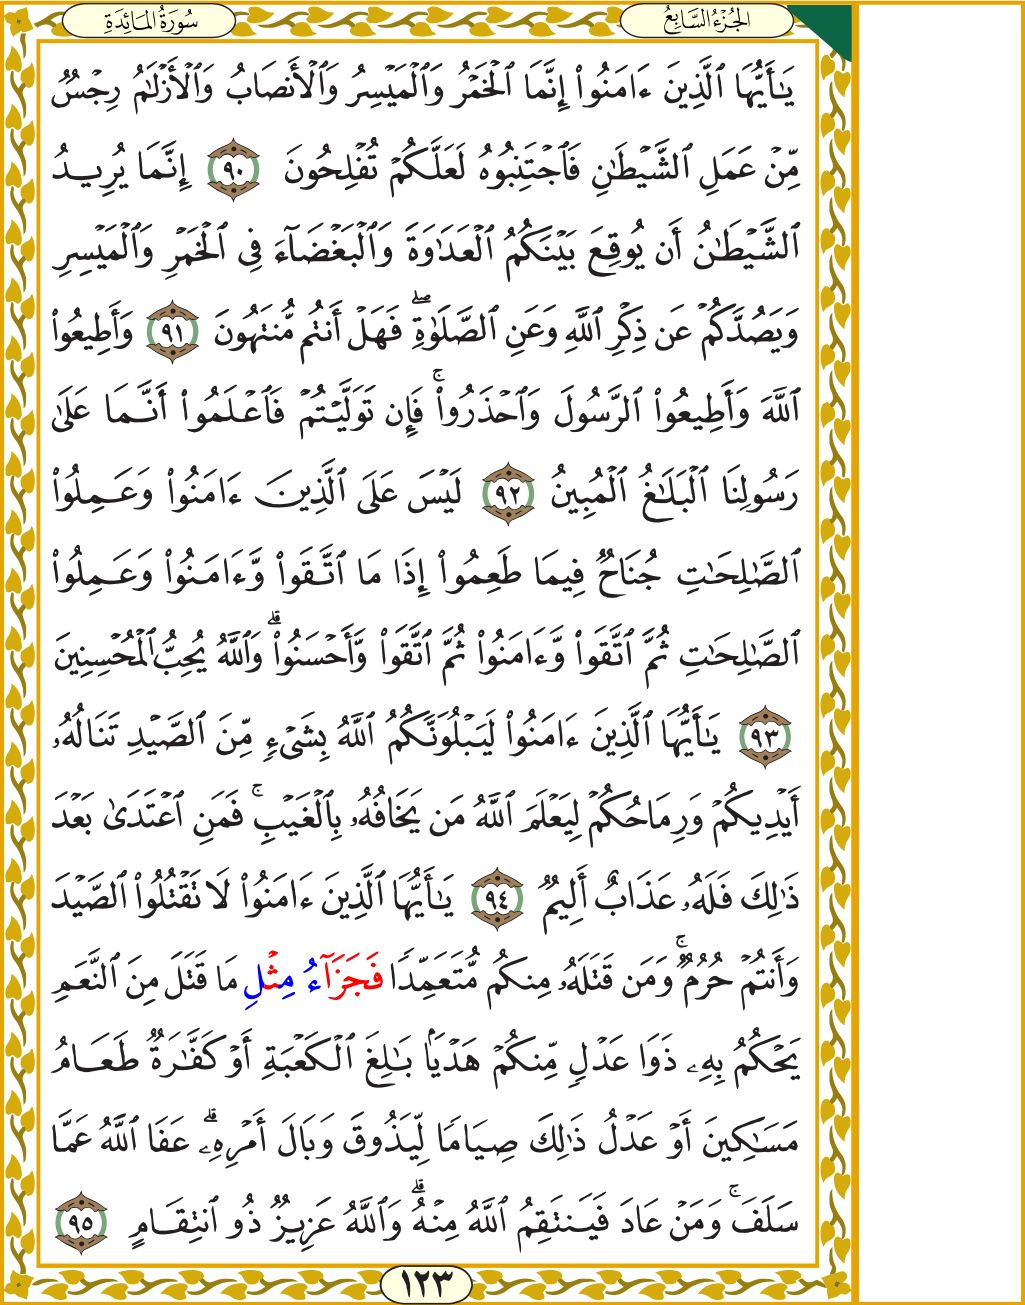 الجُزْءُ السَّابِعُ
سُورَةُ المَائِدَةِ
يَٰٓأَيُّهَا ٱلَّذِينَ ءَامَنُوٓا۟ إِنَّمَا ٱلْخَمْرُ وَٱلْمَيْسِرُ وَٱلْأَنصَابُ وَٱلْأَزْلَٰمُ رِجْسٌ
مِّنْ عَمَلِ ٱلشَّيْطَٰنِ فَٱجْتَنِبُوهُ لَعَلَّكُمْ تُفْلِحُونَ ٩٠ إِنَّمَا يُرِيدُ
ٱلشَّيْطَٰنُ أَن يُوقِعَ بَيْنَكُمُ ٱلْعَدَٰوَةَ وَٱلْبَغْضَآءَ فِى ٱلْخَمْرِ وَٱلْمَيْسِرِ
وَيَصُدَّكُمْ عَن ذِكْرِ ٱللَّهِ وَعَنِ ٱلصَّلَوٰةِ ۖ فَهَلْ أَنتُم مُّنتَهُونَ ٩١ وَأَطِيعُوا۟
ٱللَّهَ وَأَطِيعُوا۟ ٱلرَّسُولَ وَٱحْذَرُوا۟ ۚ فَإِن تَوَلَّيْتُمْ فَٱعْلَمُوٓا۟ أَنَّمَا عَلَىٰ
رَسُولِنَا ٱلْبَلَٰغُ ٱلْمُبِينُ ٩٢ لَيْسَ عَلَى ٱلَّذِينَ ءَامَنُوا۟ وَعَمِلُوا۟
ٱلصَّٰلِحَٰتِ جُنَاحٌ فِيمَا طَعِمُوٓا۟ إِذَا مَا ٱتَّقَوا۟ وَّءَامَنُوا۟ وَعَمِلُوا۟
ٱلصَّٰلِحَٰتِ ثُمَّ ٱتَّقَوا۟ وَّءَامَنُوا۟ ثُمَّ ٱتَّقَوا۟ وَّأَحْسَنُوا۟ ۗ وَٱللَّهُ يُحِبُّ ٱلْمُحْسِنِينَ
٩٣ يَٰٓأَيُّهَا ٱلَّذِينَ ءَامَنُوا۟ لَيَبْلُوَنَّكُمُ ٱللَّهُ بِشَىْءٍ مِّنَ ٱلصَّيْدِ تَنَالُهُۥٓ
أَيْدِيكُمْ وَرِمَاحُكُمْ لِيَعْلَمَ ٱللَّهُ مَن يَخَافُهُۥ بِٱلْغَيْبِ ۚ فَمَنِ ٱعْتَدَىٰ بَعْدَ
ذَٰلِكَ فَلَهُۥ عَذَابٌ أَلِيمٌ ٩٤ يَٰٓأَيُّهَا ٱلَّذِينَ ءَامَنُوا۟ لَا تَقْتُلُوا۟ ٱلصَّيْدَ
وَأَنتُمْ حُرُمٌ ۚ وَمَن قَتَلَهُۥ مِنكُم مُّتَعَمِّدًا فَجَزَآءُ مِثْلِ مَا قَتَلَ مِنَ ٱلنَّعَمِ
يَحْكُمُ بِهِۦ ذَوَا عَدْلٍ مِّنكُمْ هَدْيًۢا بَٰلِغَ ٱلْكَعْبَةِ أَوْ كَفَّٰرَةٌ طَعَامُ
مَسَٰكِينَ أَوْ عَدْلُ ذَٰلِكَ صِيَامًا لِّيَذُوقَ وَبَالَ أَمْرِهِۦ ۗ عَفَا ٱللَّهُ عَمَّا
سَلَفَ ۚ وَمَنْ عَادَ فَيَنتَقِمُ ٱللَّهُ مِنْهُ ۗ وَٱللَّهُ عَزِيزٌ ذُو ٱنتِقَامٍ ٩٥
١٢٣